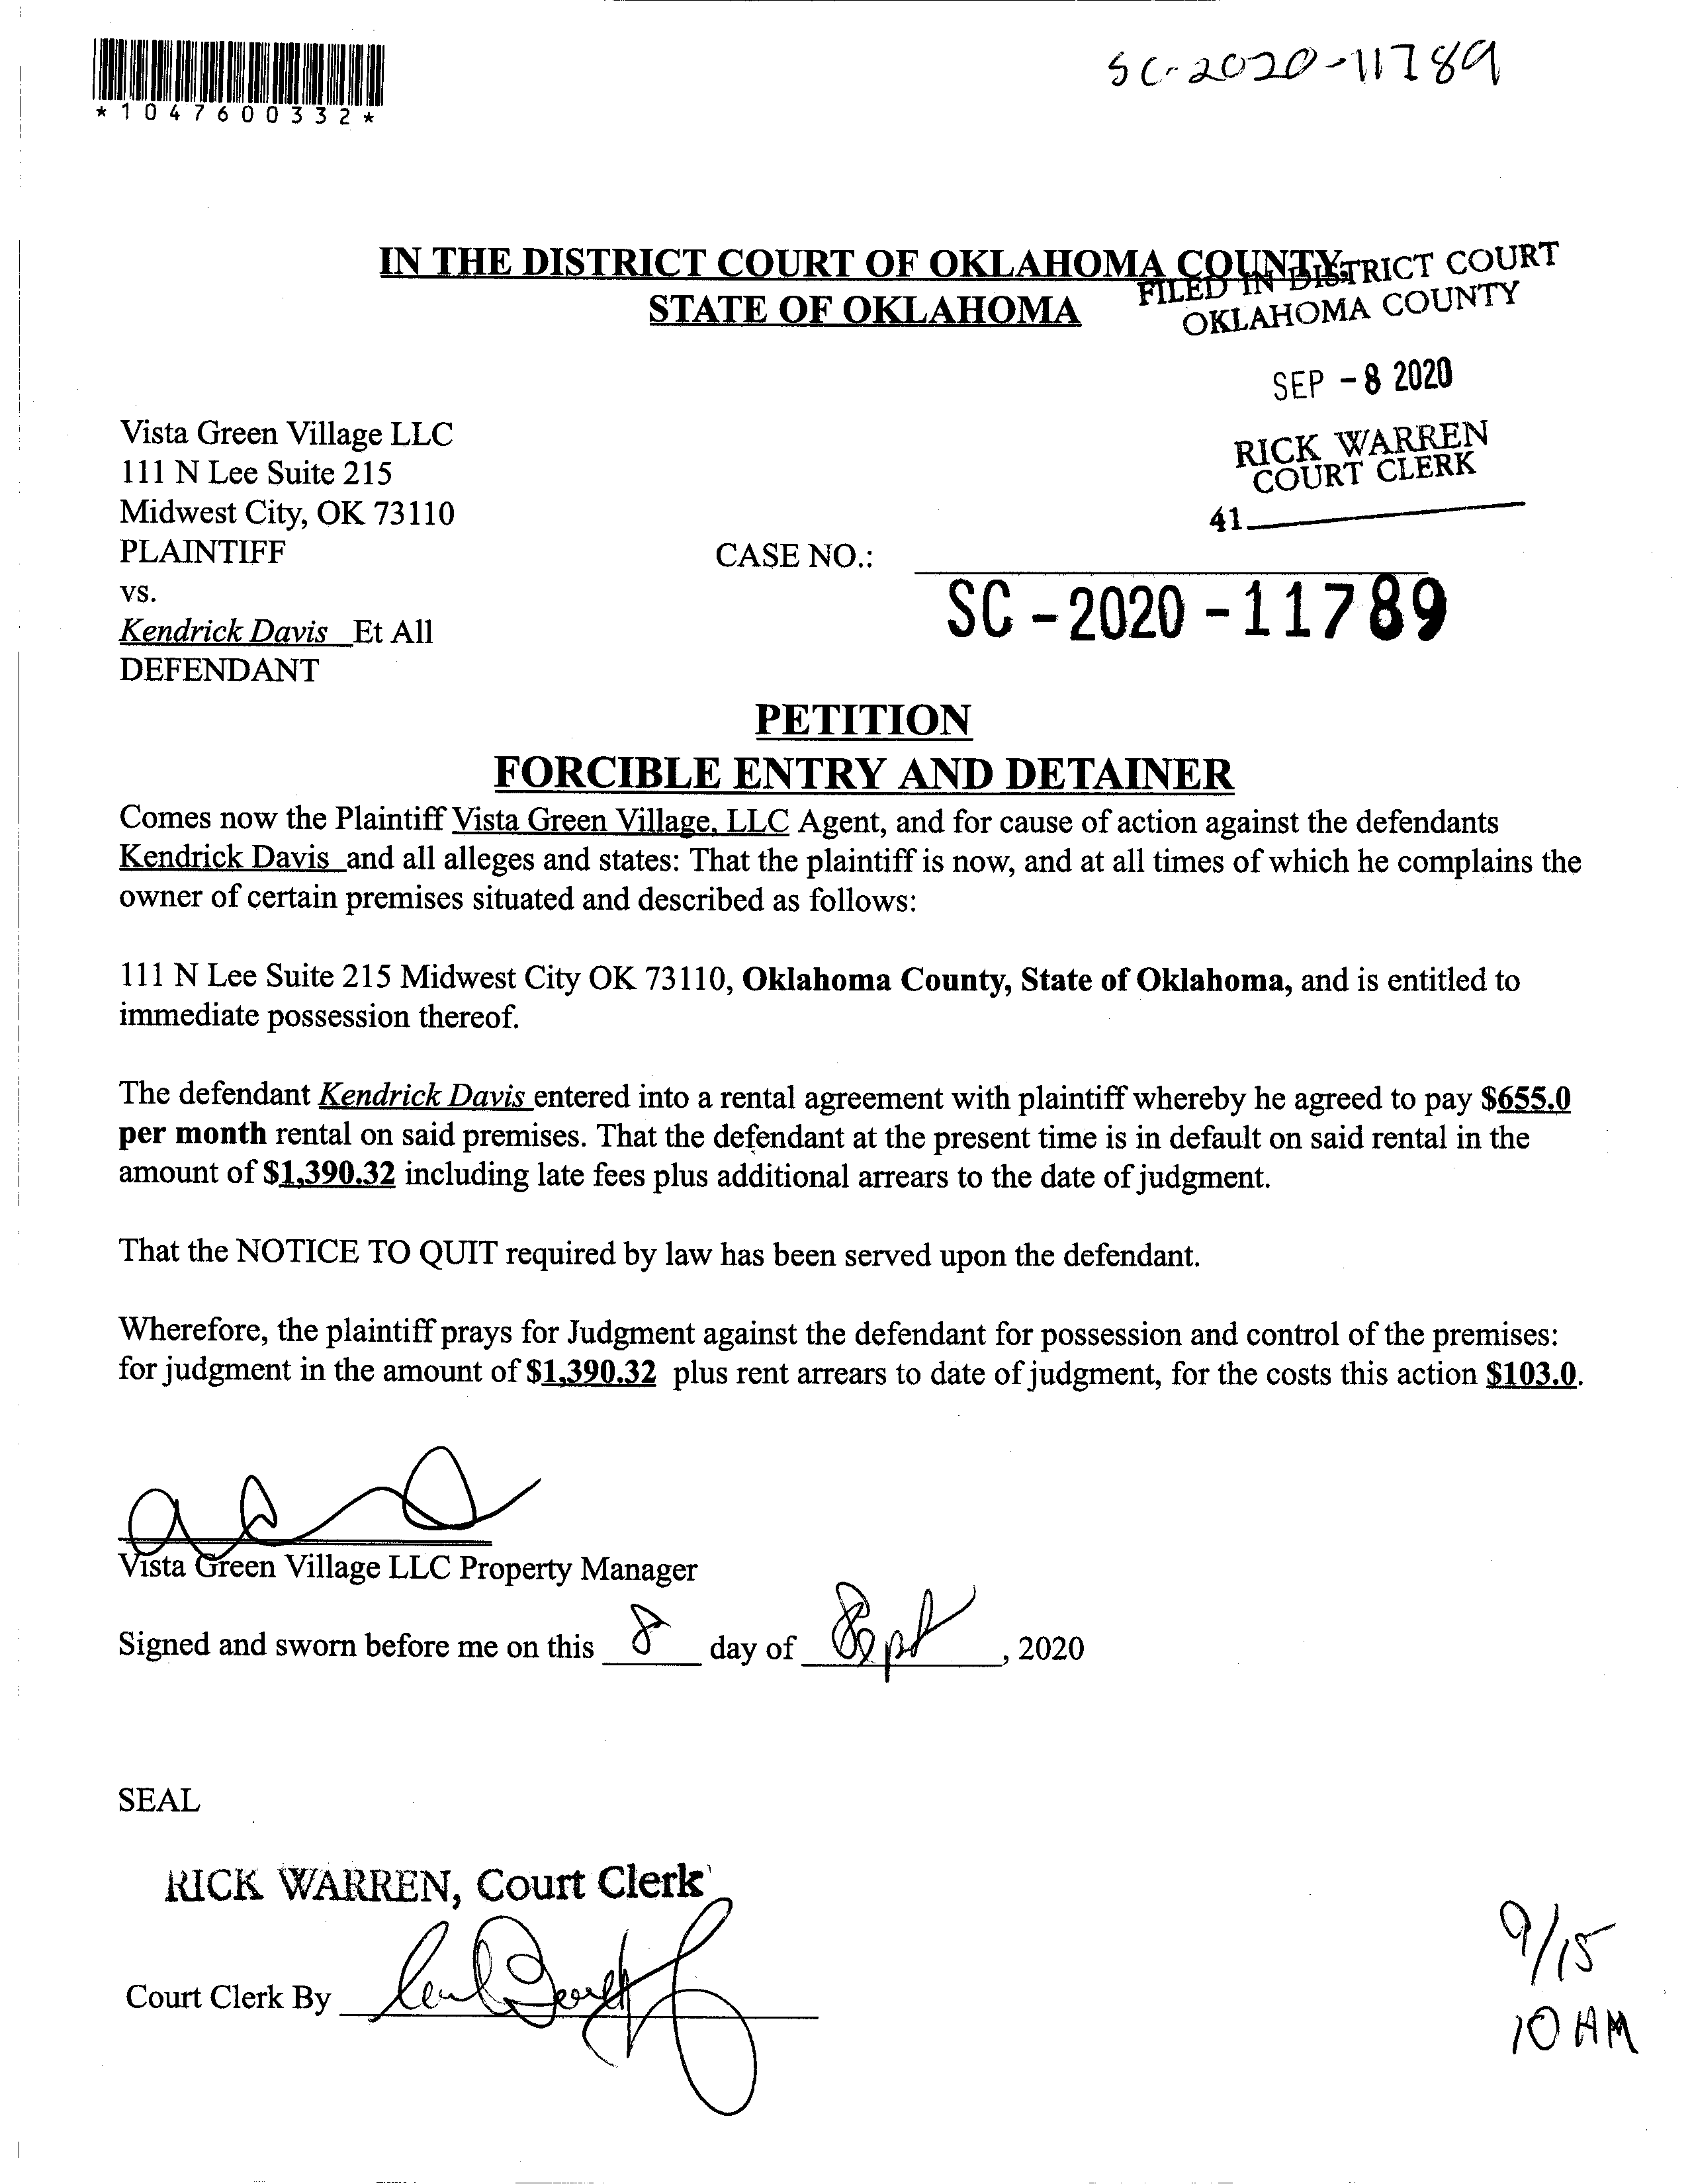 SC-2020-11789
*1047600332*
IN THE DISTRICT COURT OF OKLAHOMA COUNTY,
STATE OF OKLAHOMA
FILED IN DISTRICT COURT
OKLAHOMA COUNTY
SEP -8 2020
RICK WARREN
COURT CLERK
41
Vista Green Village LLC
111 N Lee Suite 215
Midwest City, OK 73110
PLAINTIFF
CASE NO.:
vs.
SC-2020-11789
Kendrick Davis Et All
DEFENDANT
PETITION
FORCIBLE ENTRY AND DETAINER
Comes now the Plaintiff Vista Green Village, LLC Agent, and for cause of action against the defendants
Kendrick Davis and all alleges and states: That the plaintiff is now, and at all times of which he complains the
owner of certain premises situated and described as follows:
111 N Lee Suite 215 Midwest City OK 73110, Oklahoma County, State of Oklahoma, and is entitled to
immediate possession thereof.
The defendant Kendrick Davis entered into a rental agreement with plaintiff whereby he agreed to pay $655.0
per month rental on said premises. That the defendant at the present time is in default on said rental in the
amount of $1,390.32 including late fees plus additional arrears to the date of judgment.
That the NOTICE TO QUIT required by law has been served upon the defendant.
Wherefore, the plaintiff prays for Judgment against the defendant for possession and control of the premises:
for judgment in the amount of $1,390.32 plus rent arrears to date of judgment, for the costs this action $103.0.
Vista Green Village LLC Property Manager
Signed and sworn before me on this 8 day of Sept, 2020
SEAL
RICK WARREN, Court Clerk
Court Clerk By
9/15
10 AM